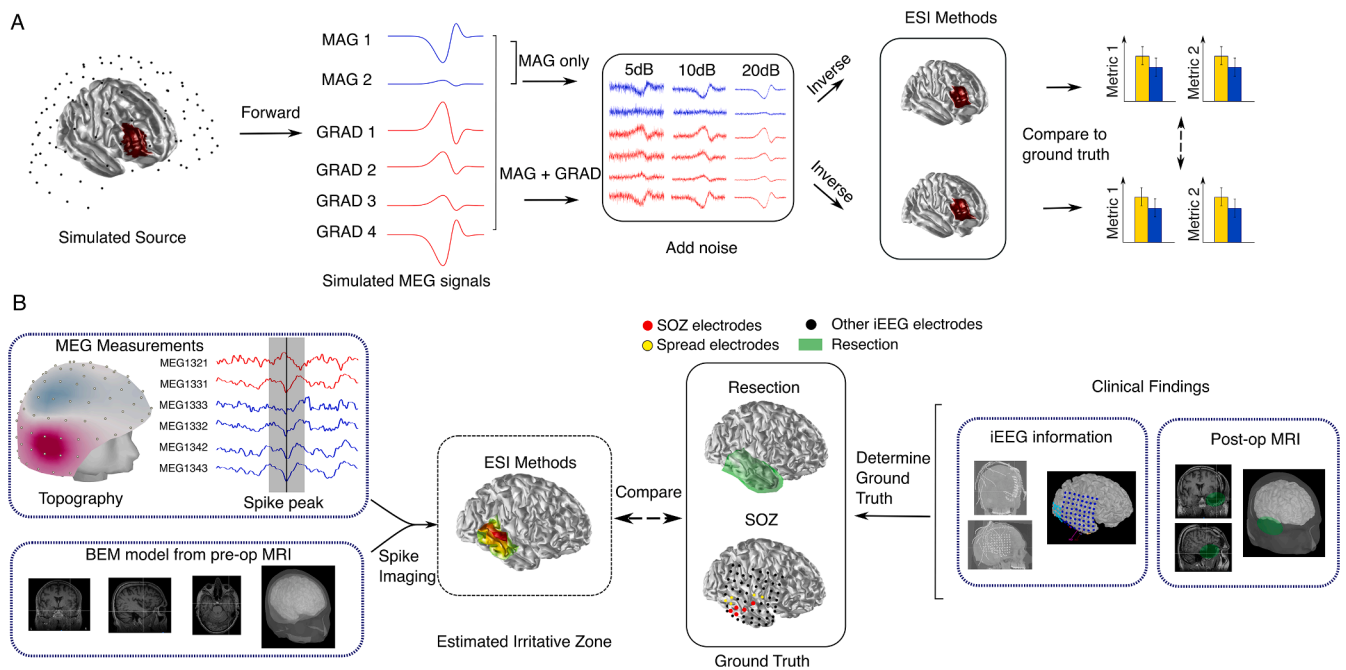 A
ESI Methods
MAG 1
MAG 2
MAG only
Forward
GRAD 1
GRAD 2
GRAD 3
GRAD 4
MAG + GRAD
5dB 10dB 20dB
Inverse
Inverse
Compare to
ground truth
Metric 1
Metric 2
Metric 1
Metric 2
Simulated Source
Simulated MEG signals
Add noise
B
MEG Measurements
MEG1321
MEG1331
MEG1333
MEG1332
MEG1342
MEG1343
Topography
Spike peak
BEM model from pre-op MRI
Spike
Imaging
ESI Methods
Estimated Irritative Zone
Compare
SOZ electrodes
Other iEEG electrodes
Spread electrodes
Resection
Resection
SOZ
Ground Truth
Determine
Ground
Truth
Clinical Findings
iEEG information
Post-op MRI